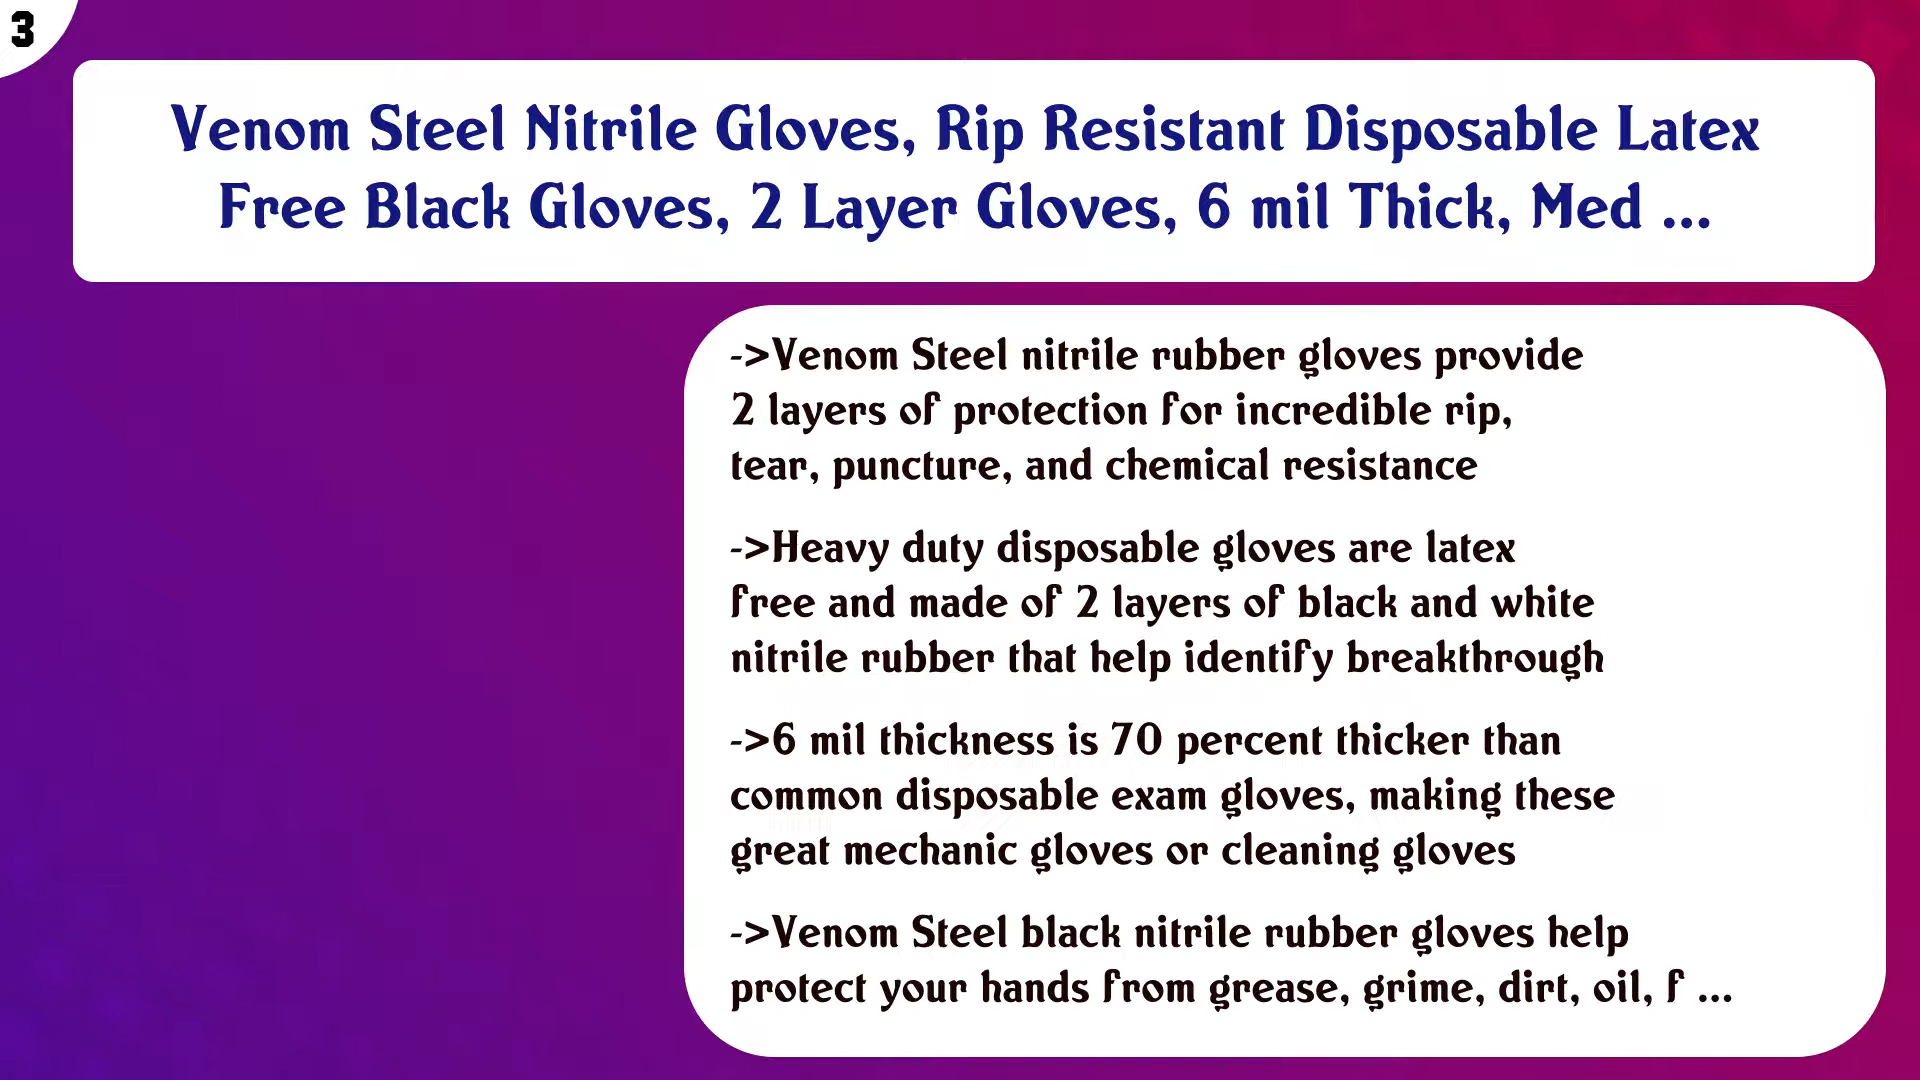 3
Venom Steel Nitrile Gloves, Rip Resistant Disposable Latex
Free Black Gloves, 2 Layer Gloves, 6 mil Thick, Med ...
->Venom Steel nitrile rubber gloves provide
2 layers of protection for incredible rip,
tear, puncture, and chemical resistance
->Heavy duty disposable gloves are latex
free and made of 2 layers of black and white
nitrile rubber that help identify breakthrough
->6 mil thickness is 70 percent thicker than
common disposable exam gloves, making these
great mechanic gloves or cleaning gloves
->Venom Steel black nitrile rubber gloves help
protect your hands from grease, grime, dirt, oil, f ...